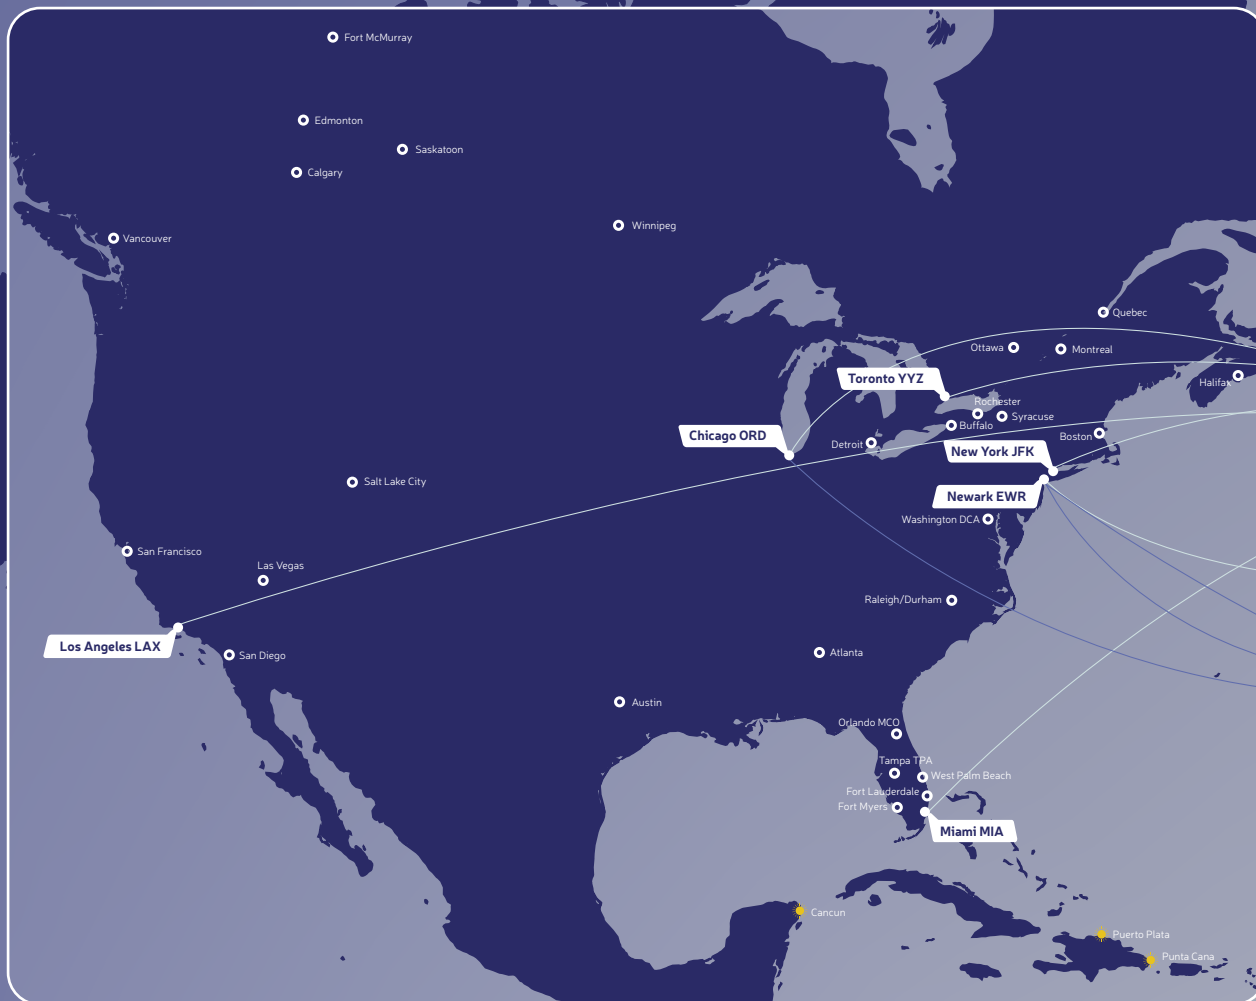 Fort McMurray
Edmonton
Saskatoon
Calgary
Winnipeg
Vancouver
Quebec
Ottawa
Montreal
Toronto YYZ
Halifax
Rochester
Syracuse
Buffalo
Boston
Chicago ORD
Detroit
New York JFK
Salt Lake City
Newark EWR
Washington DCA
San Francisco
Las Vegas
Raleigh/Durham
Los Angeles LAX
San Diego
Atlanta
Austin
Orlando MCO
Tampa TPA
West Palm Beach
Fort Lauderdale
Fort Myers
Miami MIA
Cancun
Puerto Plata
Punta Cana